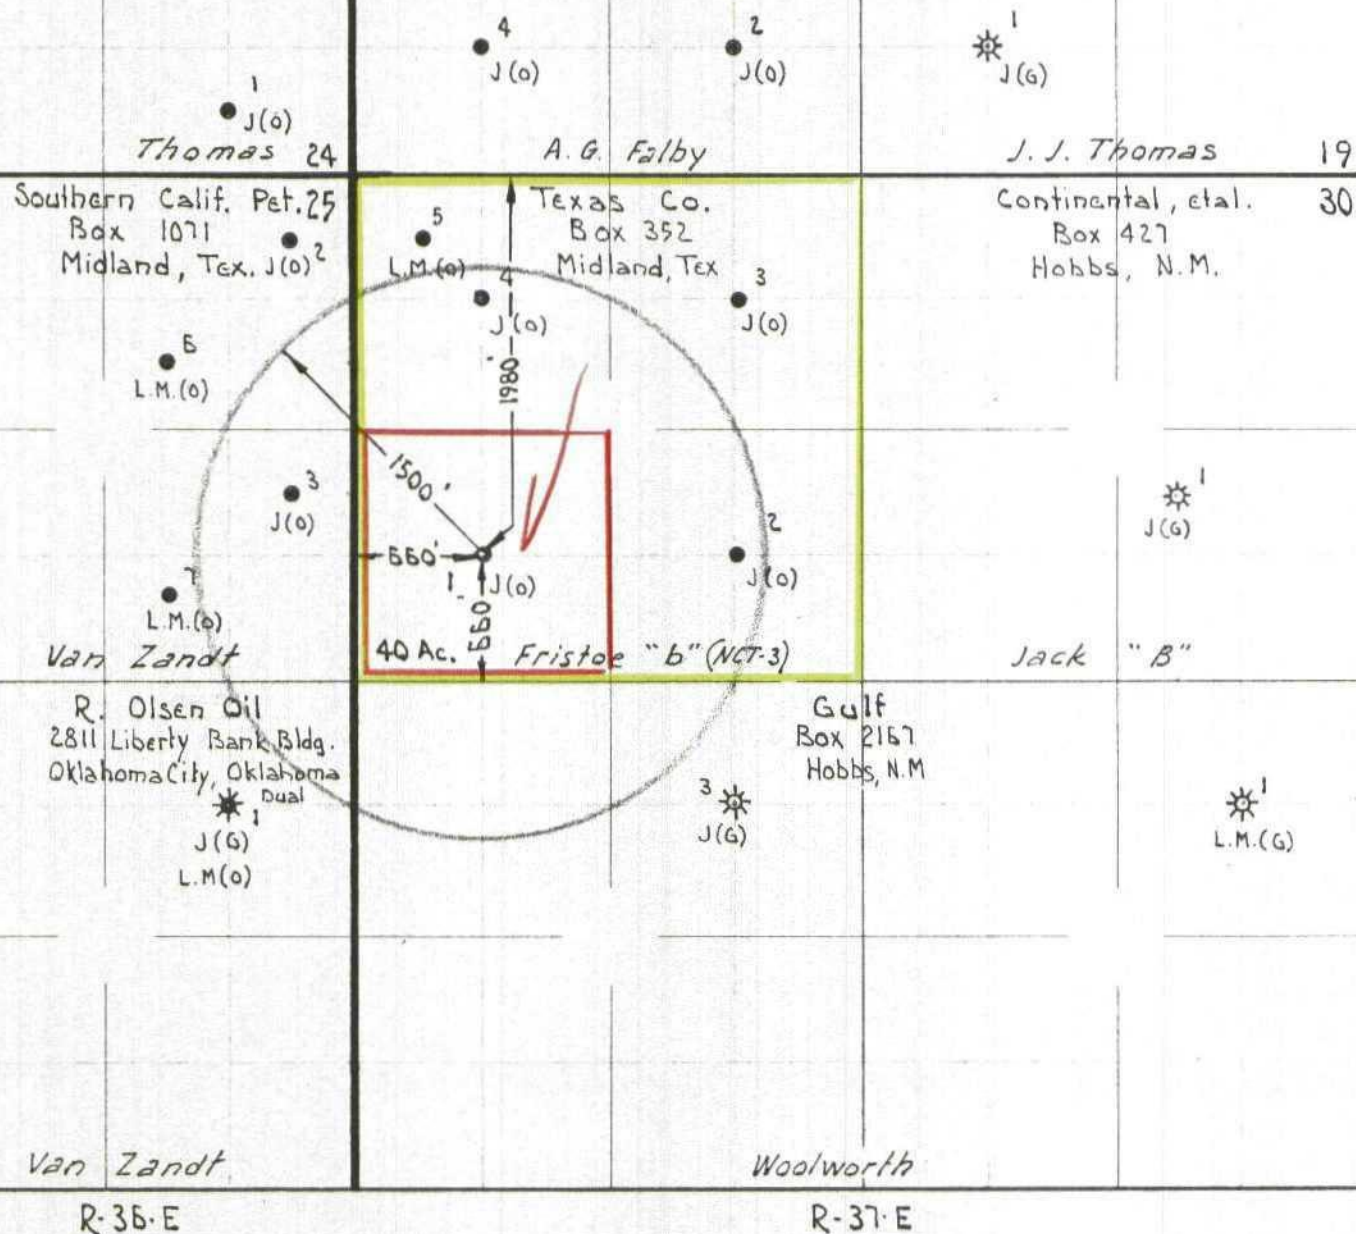 4
J(O)
2
J(O)
1
J(G)
1
J(O)
Thomas 24
A. G. Falby
J. J. Thomas 19
Southern Calif. Pet. 25
Box 1071
Midland, Tex. J(O) 2
5
L.M.(O)
Texas Co.
Box 352
Midland, Tex
Continental, etal. 30
Box 427
Hobbs, N.M.
4
J(O)
3
J(O)
6
L.M.(O)
1980'
1500'
3
J(O)
1
J(G)
660'
1
J(O)
2
J(O)
7
L.M.(O)
660
Van Zandt
40 Ac.
Fristoe "b" (NCT-3)
Jack "B"
R. Olsen Oil
2811 Liberty Bank Bldg.
Oklahoma City, Oklahoma
Dual
1
J(G)
L.M(O)
Gulf
Box 2167
Hobbs, N.M
3
J(G)
1
L.M.(G)
Van Zandt
Woolworth
R-36-E
R-37-E